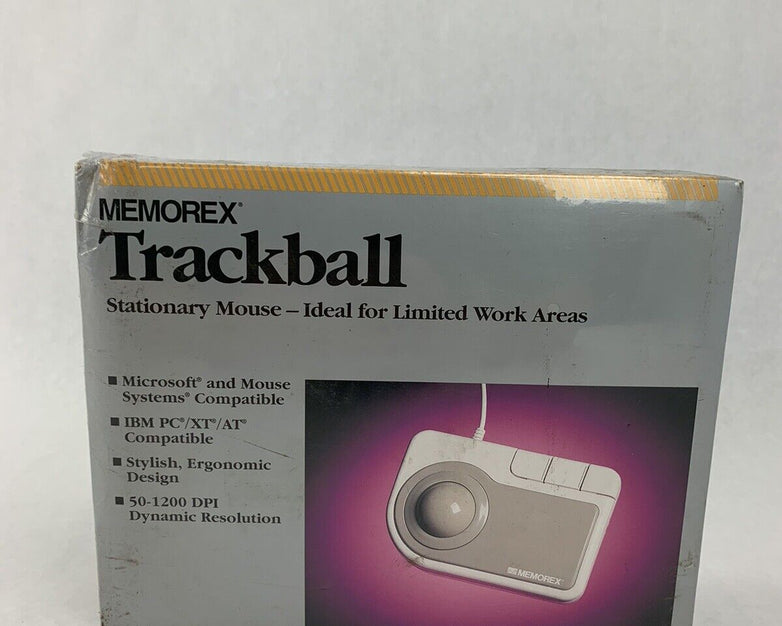 MEMOREX®
Trackball
Stationary Mouse – Ideal for Limited Work Areas
■ Microsoft® and Mouse
Systems® Compatible
■ IBM PC®/XT®/AT®
Compatible
■ Stylish, Ergonomic
Design
■ 50-1200 DPI
Dynamic Resolution
MEMOREX®